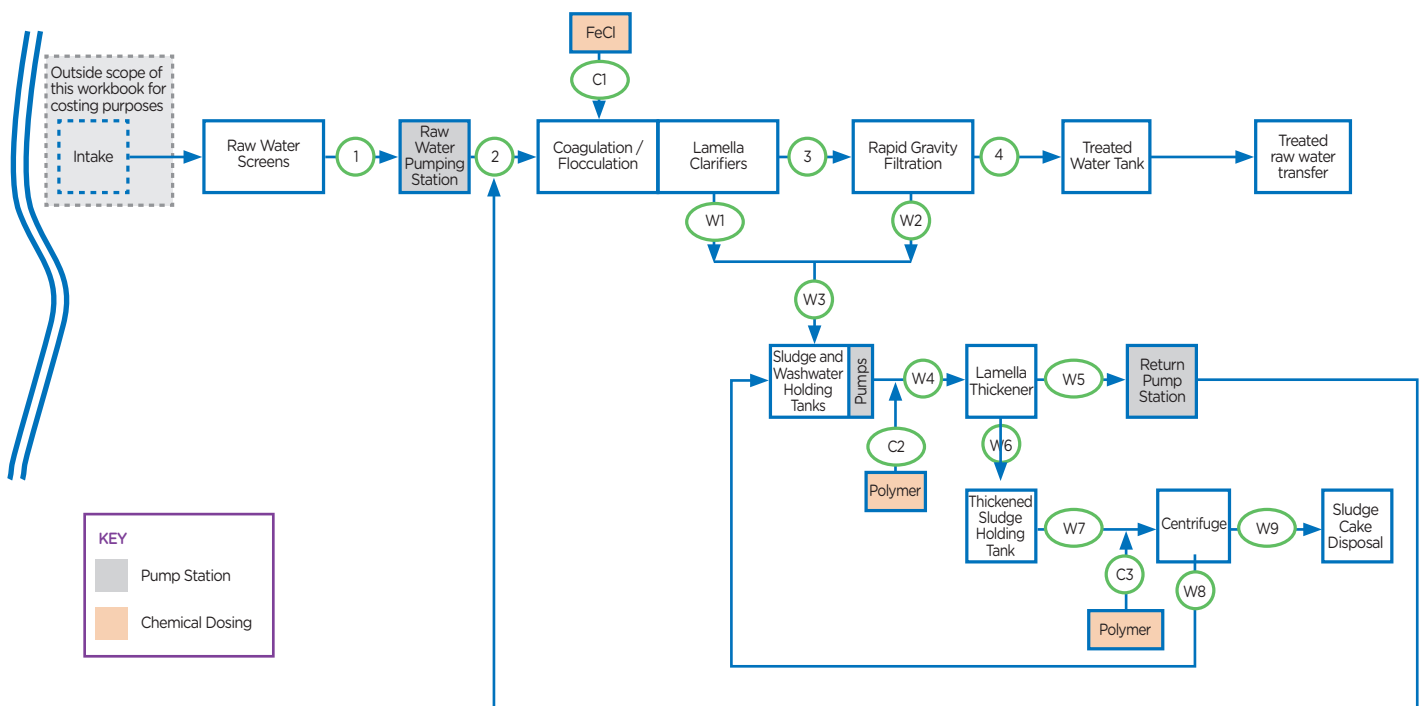 FeCl
C1
Outside scope of
this workbook for
costing purposes
Intake
Raw Water
Screens
1
Raw
Water
Pumping
Station
2
Coagulation /
Flocculation
Lamella
Clarifiers
3
Rapid Gravity
Filtration
4
Treated
Water Tank
Treated
raw water
transfer
W1
W2
W3
Sludge and
Washwater
Holding
Tanks
Pumps
W4
Lamella
Thickener
W5
Return
Pump
Station
C2
Polymer
W6
Thickened
Sludge
Holding
Tank
W7
Centrifuge
W9
Sludge
Cake
Disposal
C3
Polymer
W8
KEY
Pump Station
Chemical Dosing